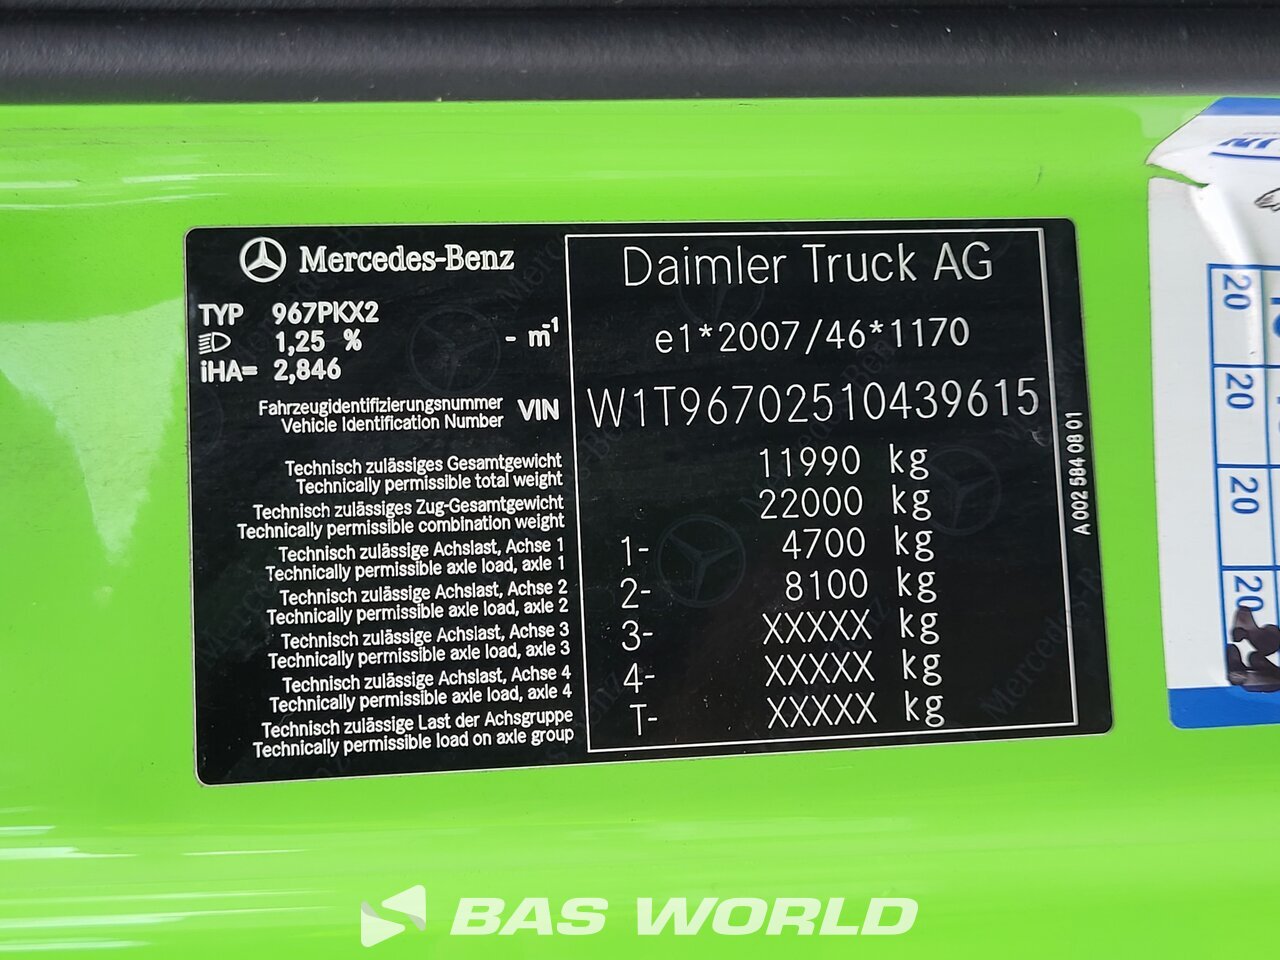 Mercedes-Benz
TYP 967PKX2
1,25 % - m-1
iHA= 2,846
Daimler Truck AG
e1*2007/46*1170
Fahrzeugidentifizierungsnummer
Vehicle Identification Number
VIN W1T96702510439615
Technisch zulässiges Gesamtgewicht
Technically permissible total weight
11990 kg
Technisch zulässiges Zug-Gesamtgewicht
Technically permissible combination weight
22000 kg
Technisch zulässige Achslast, Achse 1
Technically permissible axle load, axle 1
1- 4700 kg
Technisch zulässige Achslast, Achse 2
Technically permissible axle load, axle 2
2- 8100 kg
Technisch zulässige Achslast, Achse 3
Technically permissible axle load, axle 3
3- XXXXX kg
Technisch zulässige Achslast, Achse 4
Technically permissible axle load, axle 4
4- XXXXX kg
Technisch zulässige Last der Achsgruppe
Technically permissible load on axle group
T- XXXXX kg
A 002 584 08 01
20
20
20
20
BAS WORLD